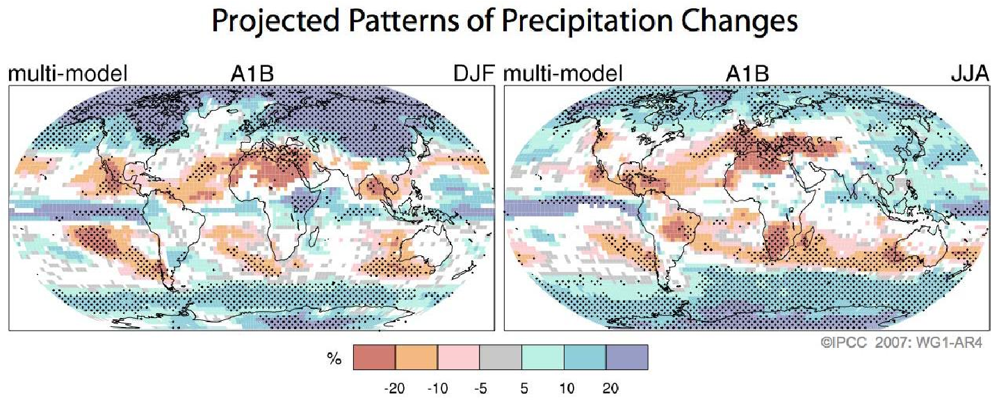 Projected Patterns of Precipitation Changes
multi-model A1B DJF multi-model A1B JJA
©IPCC 2007: WG1-AR4
%
-20 -10 -5 5 10 20